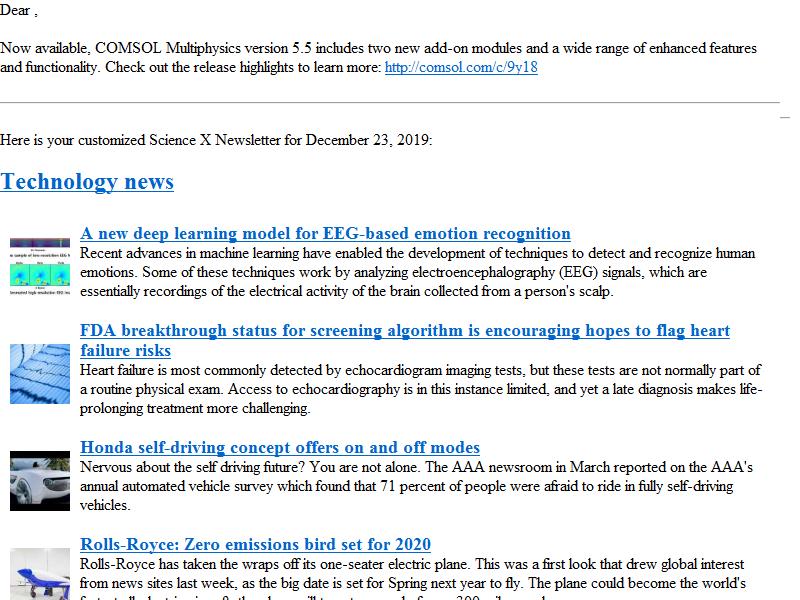 Dear ,
Now available, COMSOL Multiphysics version 5.5 includes two new add-on modules and a wide range of enhanced features
and functionality. Check out the release highlights to learn more: http://comsol.com/c/9y18
Here is your customized Science X Newsletter for December 23, 2019:
Technology news
A new deep learning model for EEG-based emotion recognition
Recent advances in machine learning have enabled the development of techniques to detect and recognize human
emotions. Some of these techniques work by analyzing electroencephalography (EEG) signals, which are
essentially recordings of the electrical activity of the brain collected from a person's scalp.
FDA breakthrough status for screening algorithm is encouraging hopes to flag heart
failure risks
Heart failure is most commonly detected by echocardiogram imaging tests, but these tests are not normally part of
a routine physical exam. Access to echocardiography is in this instance limited, and yet a late diagnosis makes life-
prolonging treatment more challenging.
Honda self-driving concept offers on and off modes
Nervous about the self driving future? You are not alone. The AAA newsroom in March reported on the AAA's
annual automated vehicle survey which found that 71 percent of people were afraid to ride in fully self-driving
vehicles.
Rolls-Royce: Zero emissions bird set for 2020
Rolls-Royce has taken the wraps off its one-seater electric plane. This was a first look that drew global interest
from news sites last week, as the big date is set for Spring next year to fly. The plane could become the world's